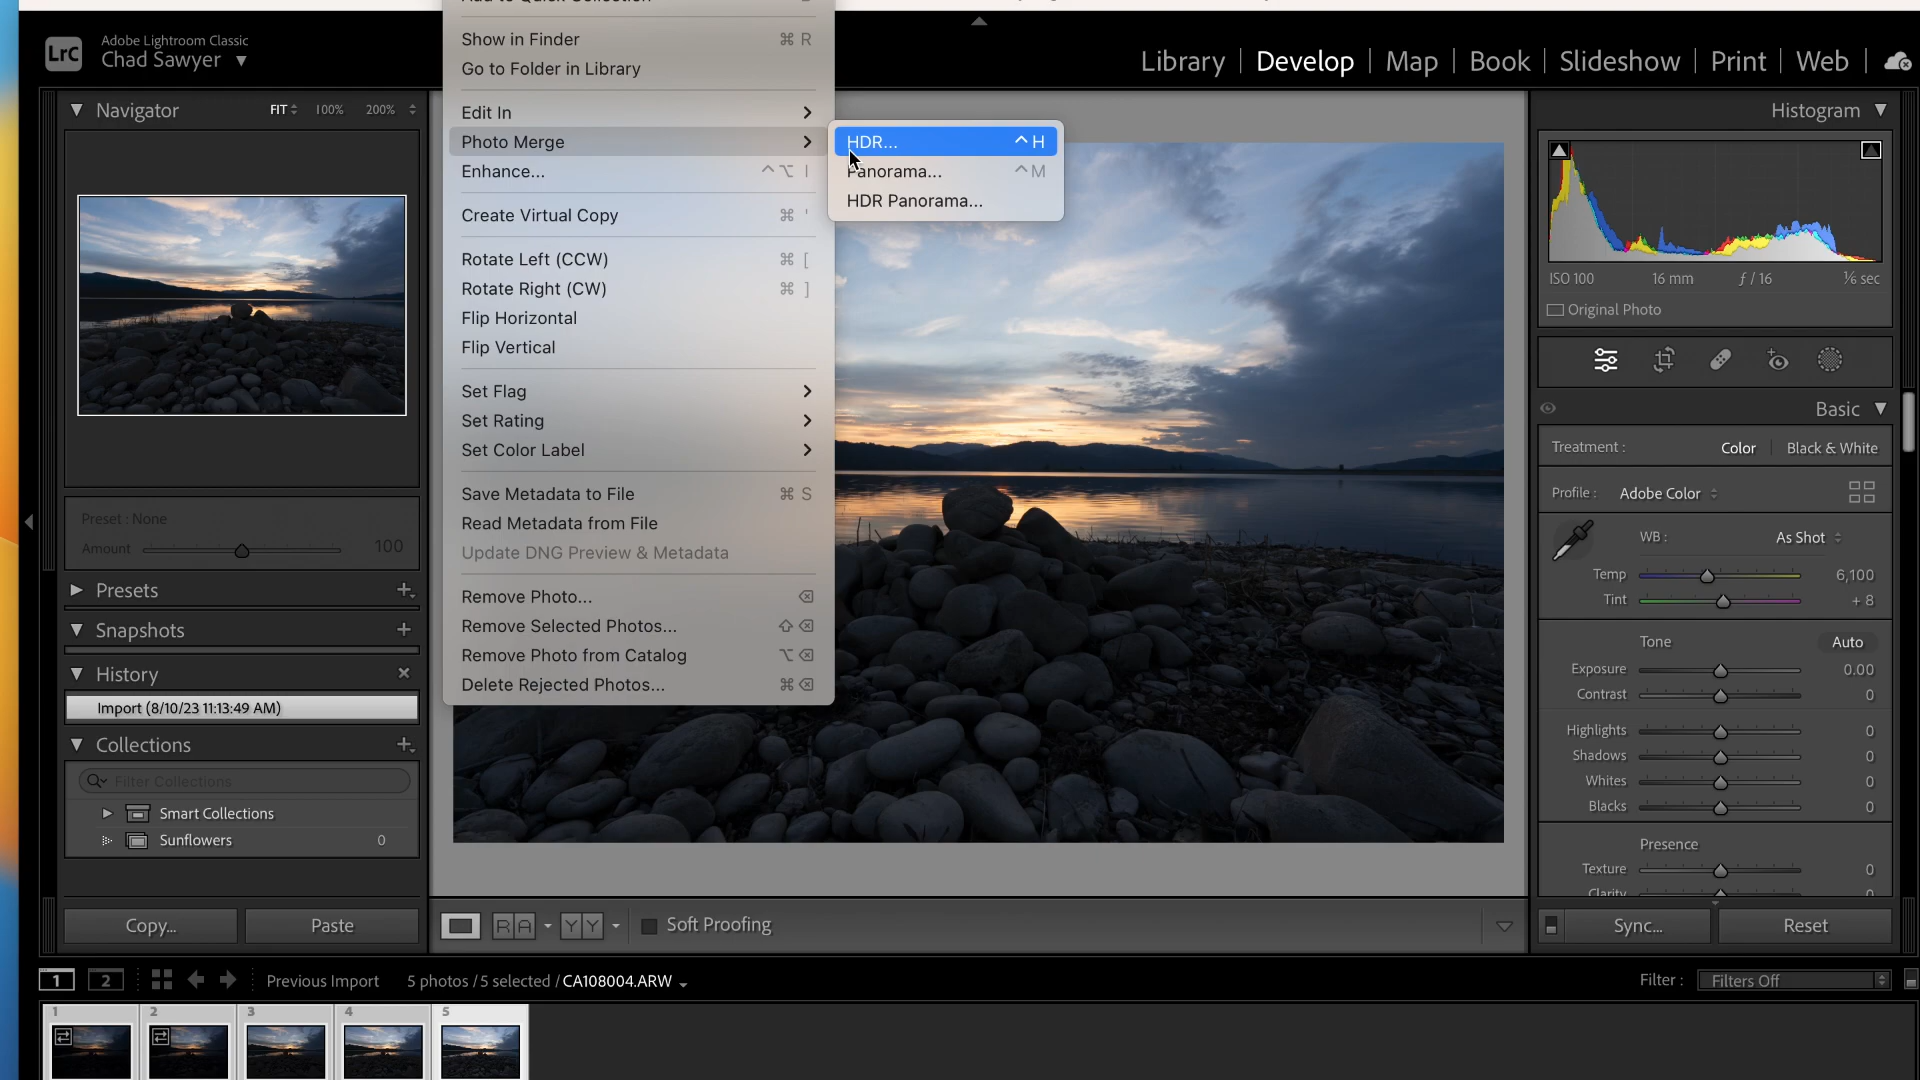 LrC
Adobe Lightroom Classic
Chad Sawyer
Library
Develop
Map
Book
Slideshow
Print
Web
Navigator
FIT
100%
200%
Preset : None
Amount
100
Presets
Snapshots
History
Import (8/10/23 11:13:49 AM)
Collections
Filter Collections
Smart Collections
Sunflowers 0
Copy...
Paste
Show in Finder ⌘ R
Go to Folder in Library
Edit In
Photo Merge
Enhance... ^ ⌥ I
Create Virtual Copy ⌘ '
Rotate Left (CCW) ⌘ [
Rotate Right (CW) ⌘ ]
Flip Horizontal
Flip Vertical
Set Flag
Set Rating
Set Color Label
Save Metadata to File ⌘ S
Read Metadata from File
Update DNG Preview & Metadata
Remove Photo... ⌫
Remove Selected Photos... ⇧ ⌫
Remove Photo from Catalog ⌥ ⌫
Delete Rejected Photos... ⌘ ⌫
HDR... ^ H
Panorama... ^ M
HDR Panorama...
Histogram
ISO 100 16 mm ƒ / 16 ⅙ sec
Original Photo
Basic
Treatment : Color Black & White
Profile : Adobe Color
WB : As Shot
Temp 6,100
Tint + 8
Tone Auto
Exposure 0.00
Contrast 0
Highlights 0
Shadows 0
Whites 0
Blacks 0
Presence
Texture 0
Clarity 0
Sync...
Reset
R A
Y Y
Soft Proofing
1
2
Previous Import
5 photos / 5 selected / CA108004.ARW
Filter : Filters Off
1
2
3
4
5